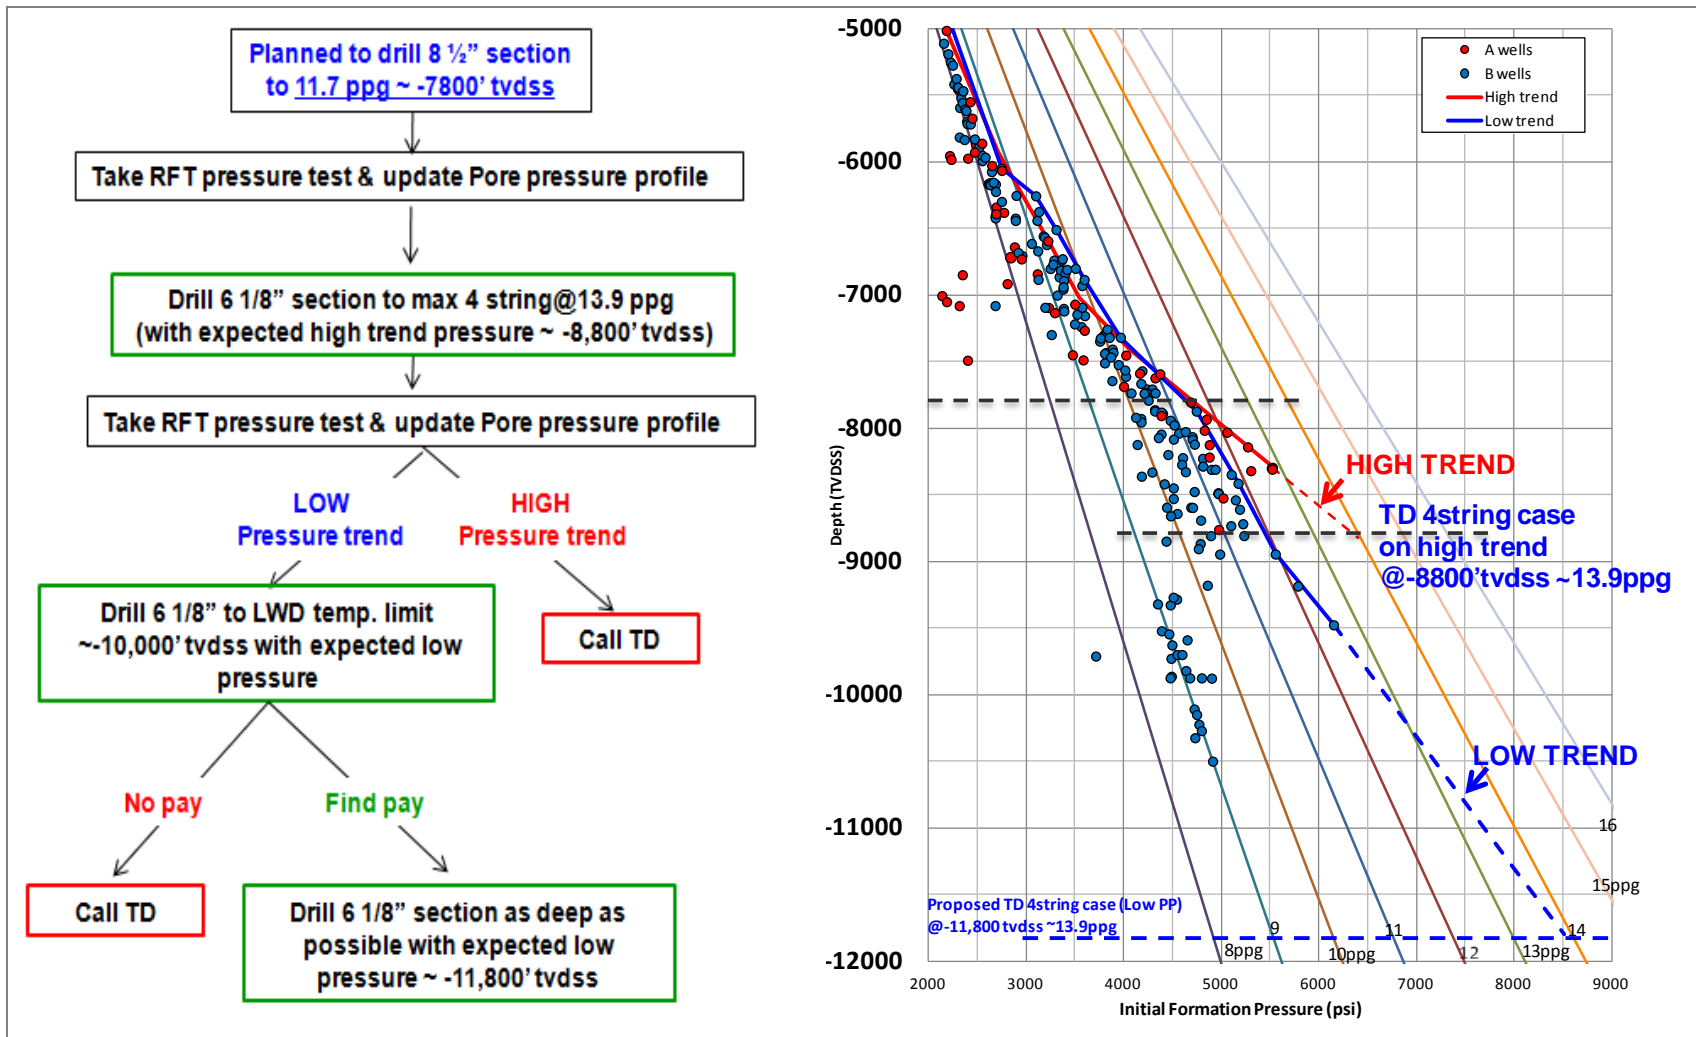 Planned to drill 8 ½” section
to 11.7 ppg ~ -7800’ tvdss
Take RFT pressure test & update Pore pressure profile
Drill 6 1/8” section to max 4 string@13.9 ppg
(with expected high trend pressure ~ -8,800’ tvdss)
Take RFT pressure test & update Pore pressure profile
LOW
Pressure trend
HIGH
Pressure trend
Drill 6 1/8” to LWD temp. limit
~-10,000’ tvdss with expected low
pressure
Call TD
No pay
Find pay
Call TD
Drill 6 1/8” section as deep as
possible with expected low
pressure ~ -11,800’ tvdss
-5000
-6000
-7000
-8000
-9000
-10000
-11000
-12000
Depth (TVDSS)
A wells
B wells
High trend
Low trend
HIGH TREND
TD 4string case
on high trend
@-8800’tvdss ~13.9ppg
LOW TREND
16
15ppg
Proposed TD 4string case (Low PP)
@-11,800 tvdss ~13.9ppg
8ppg
9
10ppg
11
12
13ppg
14
2000
3000
4000
5000
6000
7000
8000
9000
Initial Formation Pressure (psi)